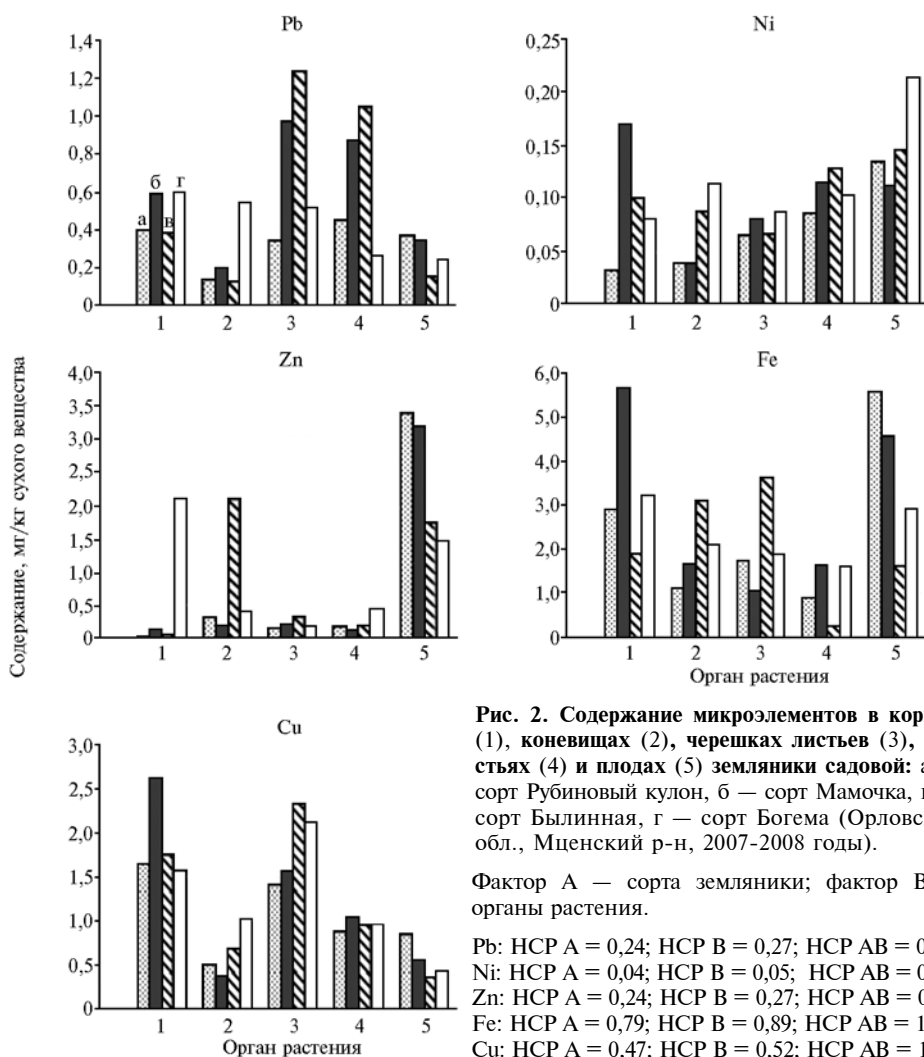 Pb
1,4
1,2
1,0
0,8
0,6
0,4
0,2
0
а б в г
1 2 3 4 5
Ni
0,25
0,20
0,15
0,10
0,05
0
1 2 3 4 5
Содержание, мг/кг сухого вещества
Zn
4,0
3,5
3,0
2,5
2,0
1,5
1,0
0,5
0
1 2 3 4 5
Fe
6,0
5,0
4,0
3,0
2,0
1,0
0
1 2 3 4 5
Орган растения
Cu
3,0
2,5
2,0
1,5
1,0
0,5
0
1 2 3 4 5
Орган растения
Рис. 2. Содержание микроэлементов в кор
(1), коневищах (2), черешках листьев (3),
стьях (4) и плодах (5) земляники садовой: а
сорт Рубиновый кулон, б — сорт Мамочка,
сорт Былинная, г — сорт Богема (Орловс
обл., Мценский р-н, 2007-2008 годы).
Фактор А — сорта земляники; фактор В
органы растения.
Pb: НСР А = 0,24; НСР В = 0,27; НСР АВ = 0,
Ni: НСР А = 0,04; НСР В = 0,05; НСР АВ = 0,
Zn: НСР А = 0,24; НСР В = 0,27; НСР АВ = 0,
Fe: НСР А = 0,79; НСР В = 0,89; НСР АВ = 1
Cu: НСР А = 0,47; НСР В = 0,52; НСР АВ = 1